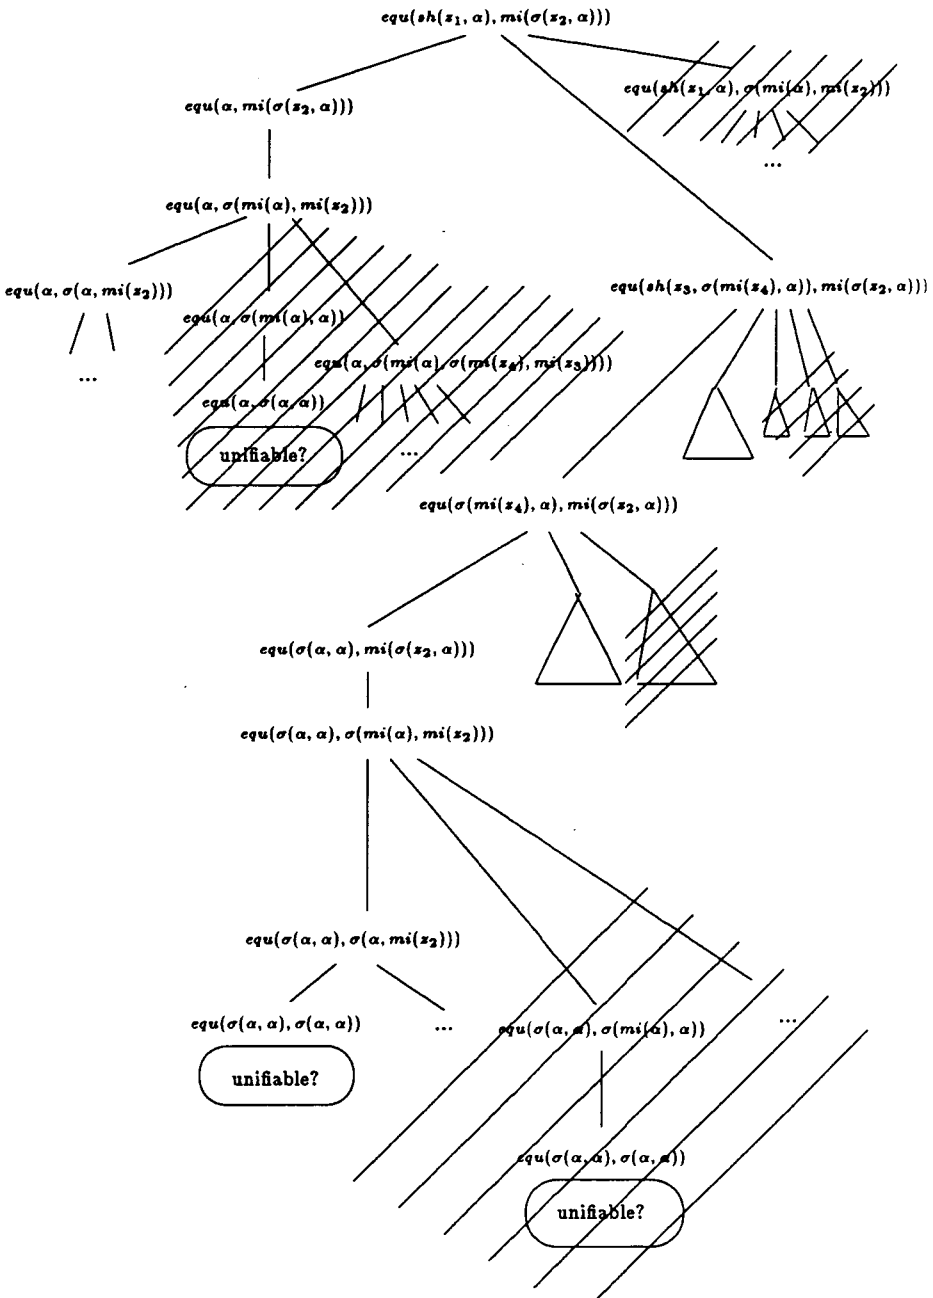 equ(sh(z₁, α), mi(σ(z₂, α)))
equ(sh(z₁, α), σ(mi(α), mi(z₂)))
equ(α, mi(σ(z₂, α)))
...
equ(α, σ(mi(α), mi(z₂)))
equ(α, σ(α, mi(z₂)))
equ(sh(z₃, σ(mi(z₄), α)), mi(σ(z₂, α)))
equ(α, σ(mi(α), α))
equ(α, σ(mi(α), σ(mi(z₄), mi(z₃))))
...
equ(α, σ(α, α))
unifiable?
...
equ(σ(mi(z₄), α), mi(σ(z₂, α)))
equ(σ(α, α), mi(σ(z₂, α)))
equ(σ(α, α), σ(mi(α), mi(z₂)))
equ(σ(α, α), σ(α, mi(z₂)))
equ(σ(α, α), σ(α, α))
...
equ(σ(α, α), σ(mi(α), α))
...
unifiable?
equ(σ(α, α), σ(α, α))
unifiable?